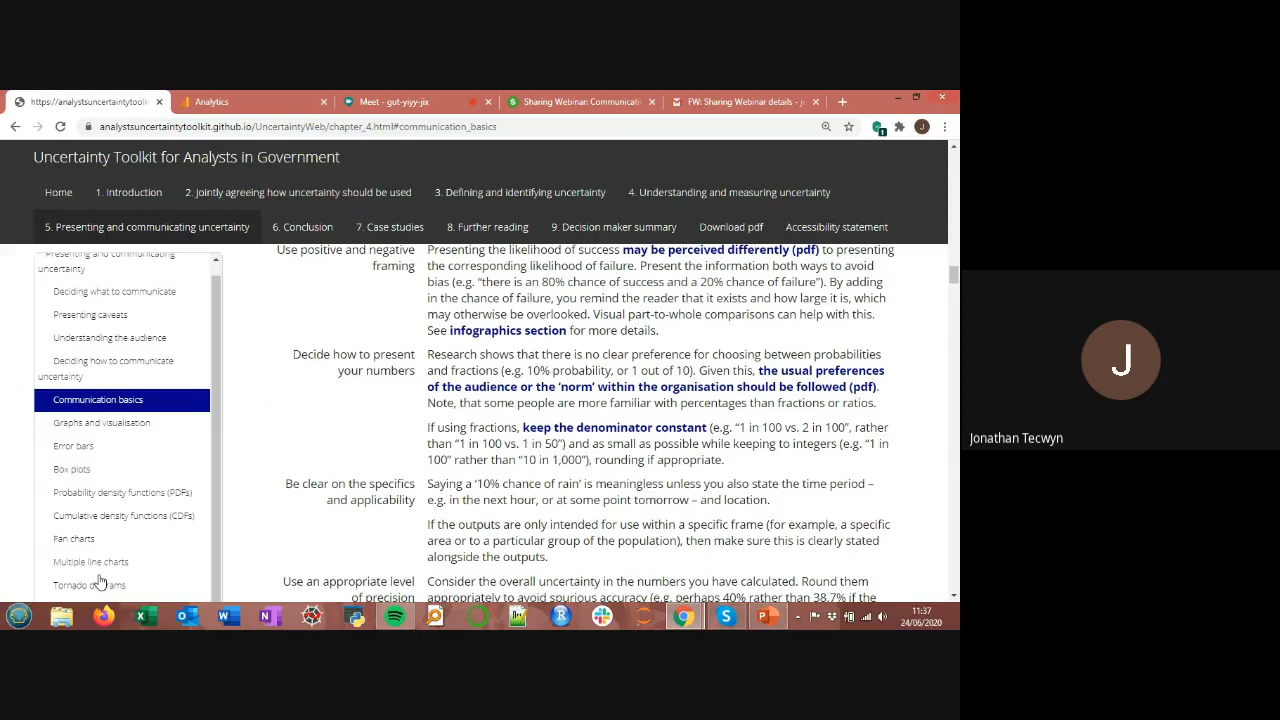 https://analystsuncertaintytoolk
Analytics
Meet - gut-yiyy-jix
Sharing Webinar: Communicati
FW: Sharing Webinar details - j
analystsuncertaintytoolkit.github.io/UncertaintyWeb/chapter_4.html#communication_basics
1
J
Uncertainty Toolkit for Analysts in Government
Home
1. Introduction
2. Jointly agreeing how uncertainty should be used
3. Defining and identifying uncertainty
4. Understanding and measuring uncertainty
5. Presenting and communicating uncertainty
6. Conclusion
7. Case studies
8. Further reading
9. Decision maker summary
Download pdf
Accessibility statement
Presenting and communicating
uncertainty
Deciding what to communicate
Presenting caveats
Understanding the audience
Deciding how to communicate
uncertainty
Communication basics
Graphs and visualisation
Error bars
Box plots
Probability density functions (PDFs)
Cumulative density functions (CDFs)
Fan charts
Multiple line charts
Tornado
Use positive and negative
framing
Presenting the likelihood of success may be perceived differently (pdf) to presenting
the corresponding likelihood of failure. Present the information both ways to avoid
bias (e.g. “there is an 80% chance of success and a 20% chance of failure”). By adding
in the chance of failure, you remind the reader that it exists and how large it is, which
may otherwise be overlooked. Visual part-to-whole comparisons can help with this.
See infographics section for more details.
Decide how to present
your numbers
Research shows that there is no clear preference for choosing between probabilities
and fractions (e.g. 10% probability, or 1 out of 10). Given this, the usual preferences
of the audience or the ‘norm’ within the organisation should be followed (pdf).
Note, that some people are more familiar with percentages than fractions or ratios.
If using fractions, keep the denominator constant (e.g. “1 in 100 vs. 2 in 100”, rather
than “1 in 100 vs. 1 in 50”) and as small as possible while keeping to integers (e.g. “1 in
100” rather than “10 in 1,000”), rounding if appropriate.
Be clear on the specifics
and applicability
Saying a ‘10% chance of rain’ is meaningless unless you also state the time period –
e.g. in the next hour, or at some point tomorrow – and location.
If the outputs are only intended for use within a specific frame (for example, a specific
area or to a particular group of the population), then make sure this is clearly stated
alongside the outputs.
Use an appropriate level
of precision
Consider the overall uncertainty in the numbers you have calculated. Round them
appropriately to avoid spurious accuracy (e.g. perhaps 40% rather than 38.7% if the
11:37
24/06/2020
J
Jonathan Tecwyn